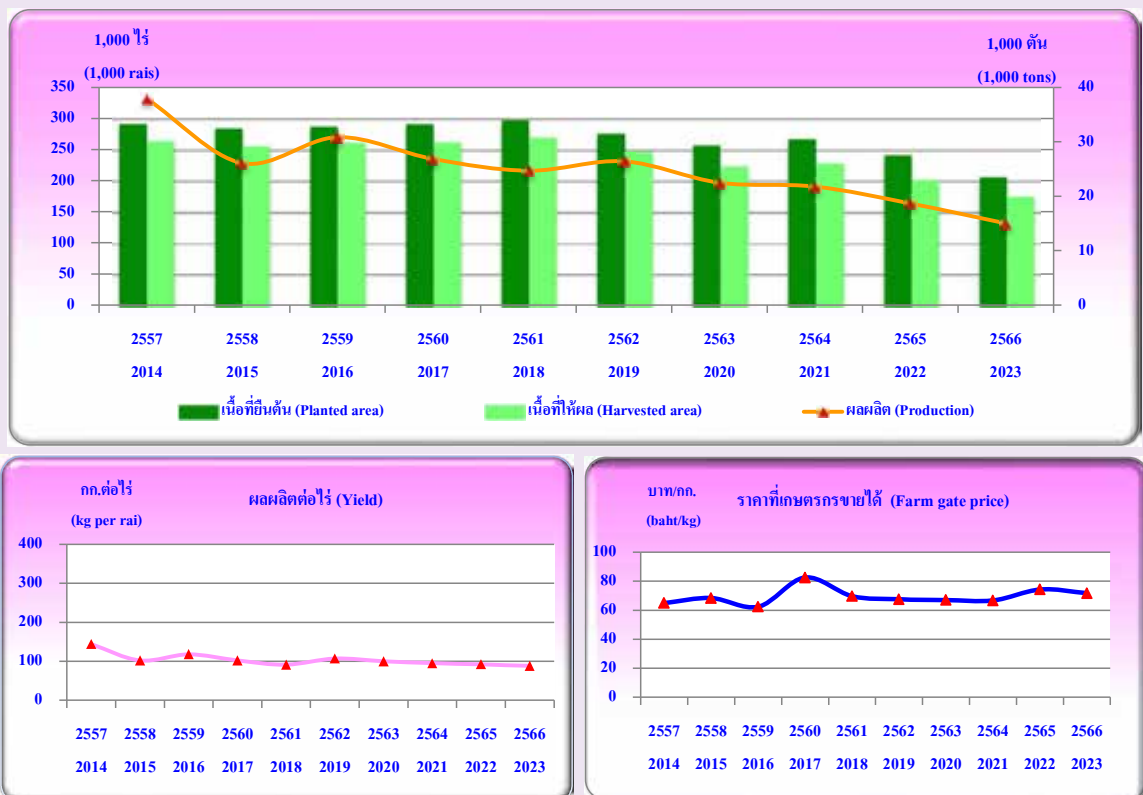 1,000 ไร่
(1,000 rais)
1,000 ตัน
(1,000 tons)
350
300
250
200
150
100
50
0
40
30
20
10
0
2557 2558 2559 2560 2561 2562 2563 2564 2565 2566
2014 2015 2016 2017 2018 2019 2020 2021 2022 2023
เนื้อที่ยืนต้น (Planted area) เนื้อที่ให้ผล (Harvested area) ผลผลิต (Production)
กก.ต่อไร่
(kg per rai)
ผลผลิตต่อไร่ (Yield)
400
300
200
100
0
2557 2558 2559 2560 2561 2562 2563 2564 2565 2566
2014 2015 2016 2017 2018 2019 2020 2021 2022 2023
บาท/กก.
(baht/kg)
ราคาที่เกษตรกรขายได้ (Farm gate price)
100
80
60
40
20
0
2557 2558 2559 2560 2561 2562 2563 2564 2565 2566
2014 2015 2016 2017 2018 2019 2020 2021 2022 2023